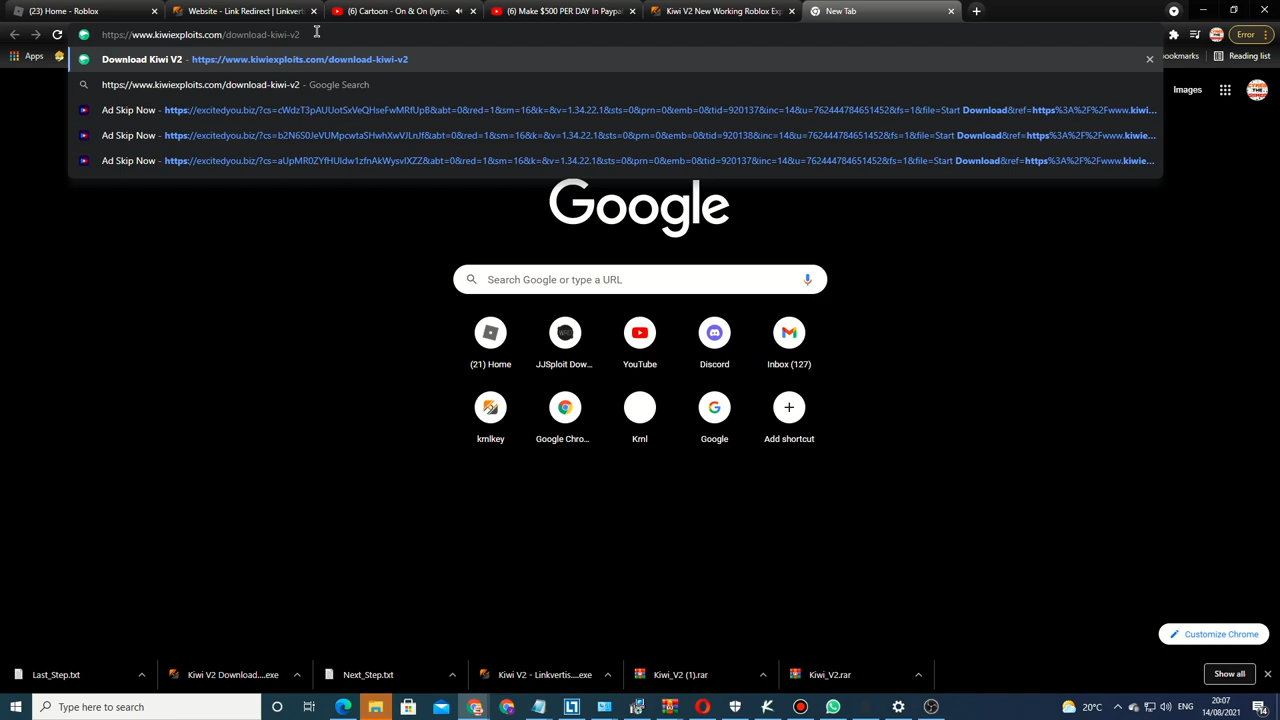 (23) Home - Roblox
Website - Link Redirect | Linkvert
(6) Cartoon - On & On (lyric
(6) Make $500 PER DAY In Paypa
Kiwi V2 New Working Roblox Exp
New Tab
https://www.kiwiexploits.com/download-kiwi-v2
Error
Apps
Download Kiwi V2 - https://www.kiwiexploits.com/download-kiwi-v2
ookmarks
Reading list
https://www.kiwiexploits.com/download-kiwi-v2 - Google Search
Images
Ad Skip Now - https://excitedyou.biz/?cs=cWdzT3pAUUotSxVeQHseFwMRfUpB&abt=0&red=1&sm=16&k=&v=1.34.22.1&sts=0&prn=0&emb=0&tid=920137&inc=14&u=762444784651452&fs=1&file=Start Download&ref=https%3A%2F%2Fwww.kiwi...
Ad Skip Now - https://excitedyou.biz/?cs=b2N6S0JeVUMpcwtaSHwhXwVJLnJf&abt=0&red=1&sm=16&k=&v=1.34.22.1&sts=0&prn=0&emb=0&tid=920138&inc=14&u=762444784651452&fs=1&file=Start Download&ref=https%3A%2F%2Fwww.kiwie...
Ad Skip Now - https://excitedyou.biz/?cs=aUpMR0ZYfHUIdw1zfnAkWysvIXZZ&abt=0&red=1&sm=16&k=&v=1.34.22.1&sts=0&prn=0&emb=0&tid=920137&inc=14&u=762444784651452&fs=1&file=Start Download&ref=https%3A%2F%2Fwww.kiwie...
Google
Search Google or type a URL
(21) Home
JJSploit Dow...
YouTube
Discord
Inbox (127)
krnlkey
Google Chro...
Krnl
Google
Add shortcut
Customize Chrome
Last_Step.txt
Kiwi V2 Download....exe
Next_Step.txt
Kiwi V2 - Linkvertis....exe
Kiwi_V2 (1).rar
Kiwi_V2.rar
Show all
Type here to search
20°C
ENG
20:07
14/08/2021